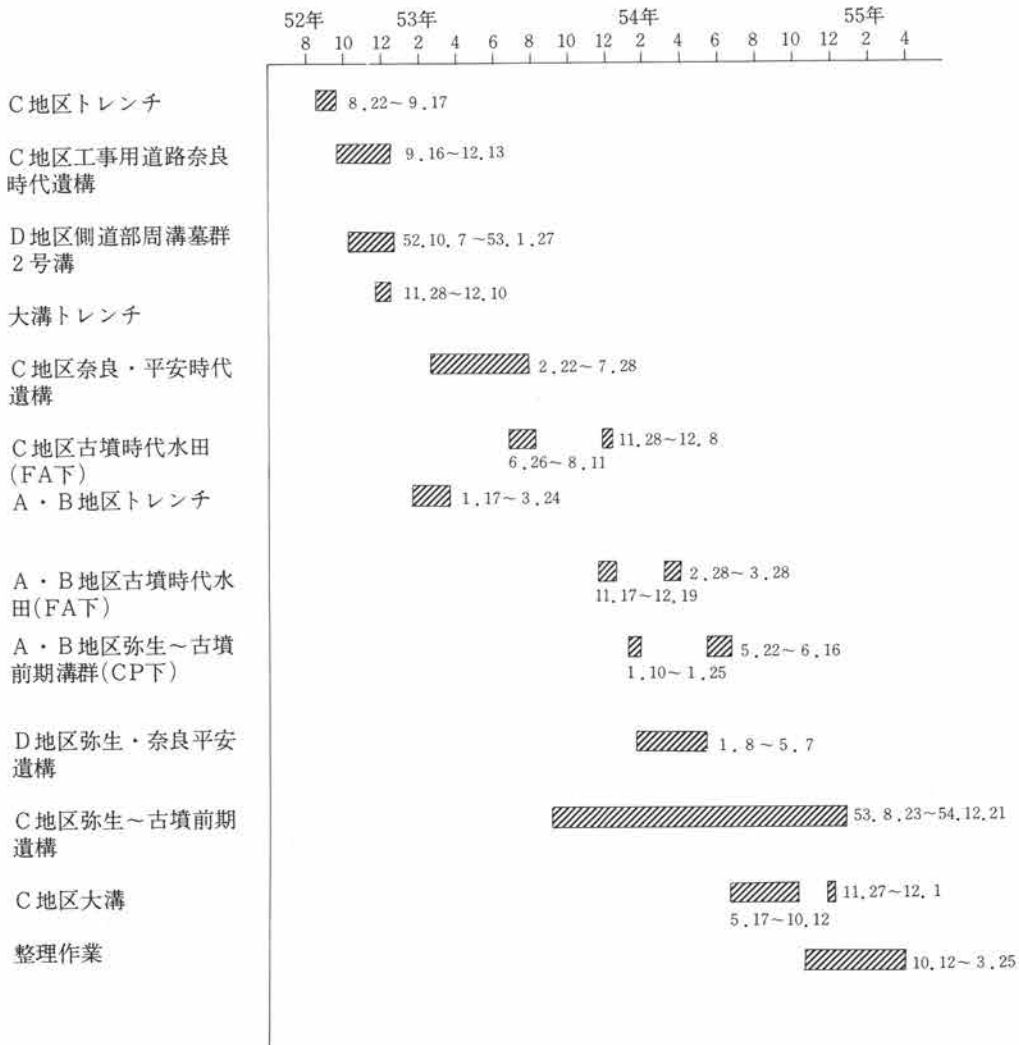 52年 53年 54年 55年
8 10 12 2 4 6 8 10 12 2 4 6 8 10 12 2 4
C地区トレンチ 8.22～9.17
C地区工事用道路奈良
時代遺構
9.16～12.13
D地区側道部周溝墓群
2号溝
52.10.7～53.1.27
11.28～12.10
大溝トレンチ
C地区奈良・平安時代
遺構
2.22～7.28
C地区古墳時代水田
(FA下)
11.28～12.8
6.26～8.11
A・B地区トレンチ 1.17～3.24
A・B地区古墳時代水
田(FA下)
2.28～3.28
11.17～12.19
A・B地区弥生～古墳
前期溝群(CP下)
5.22～6.16
1.10～1.25
D地区弥生・奈良平安
遺構
1.8～5.7
C地区弥生～古墳前期
遺構
53.8.23～54.12.21
C地区大溝 11.27～12.1
5.17～10.12
整理作業 10.12～3.25